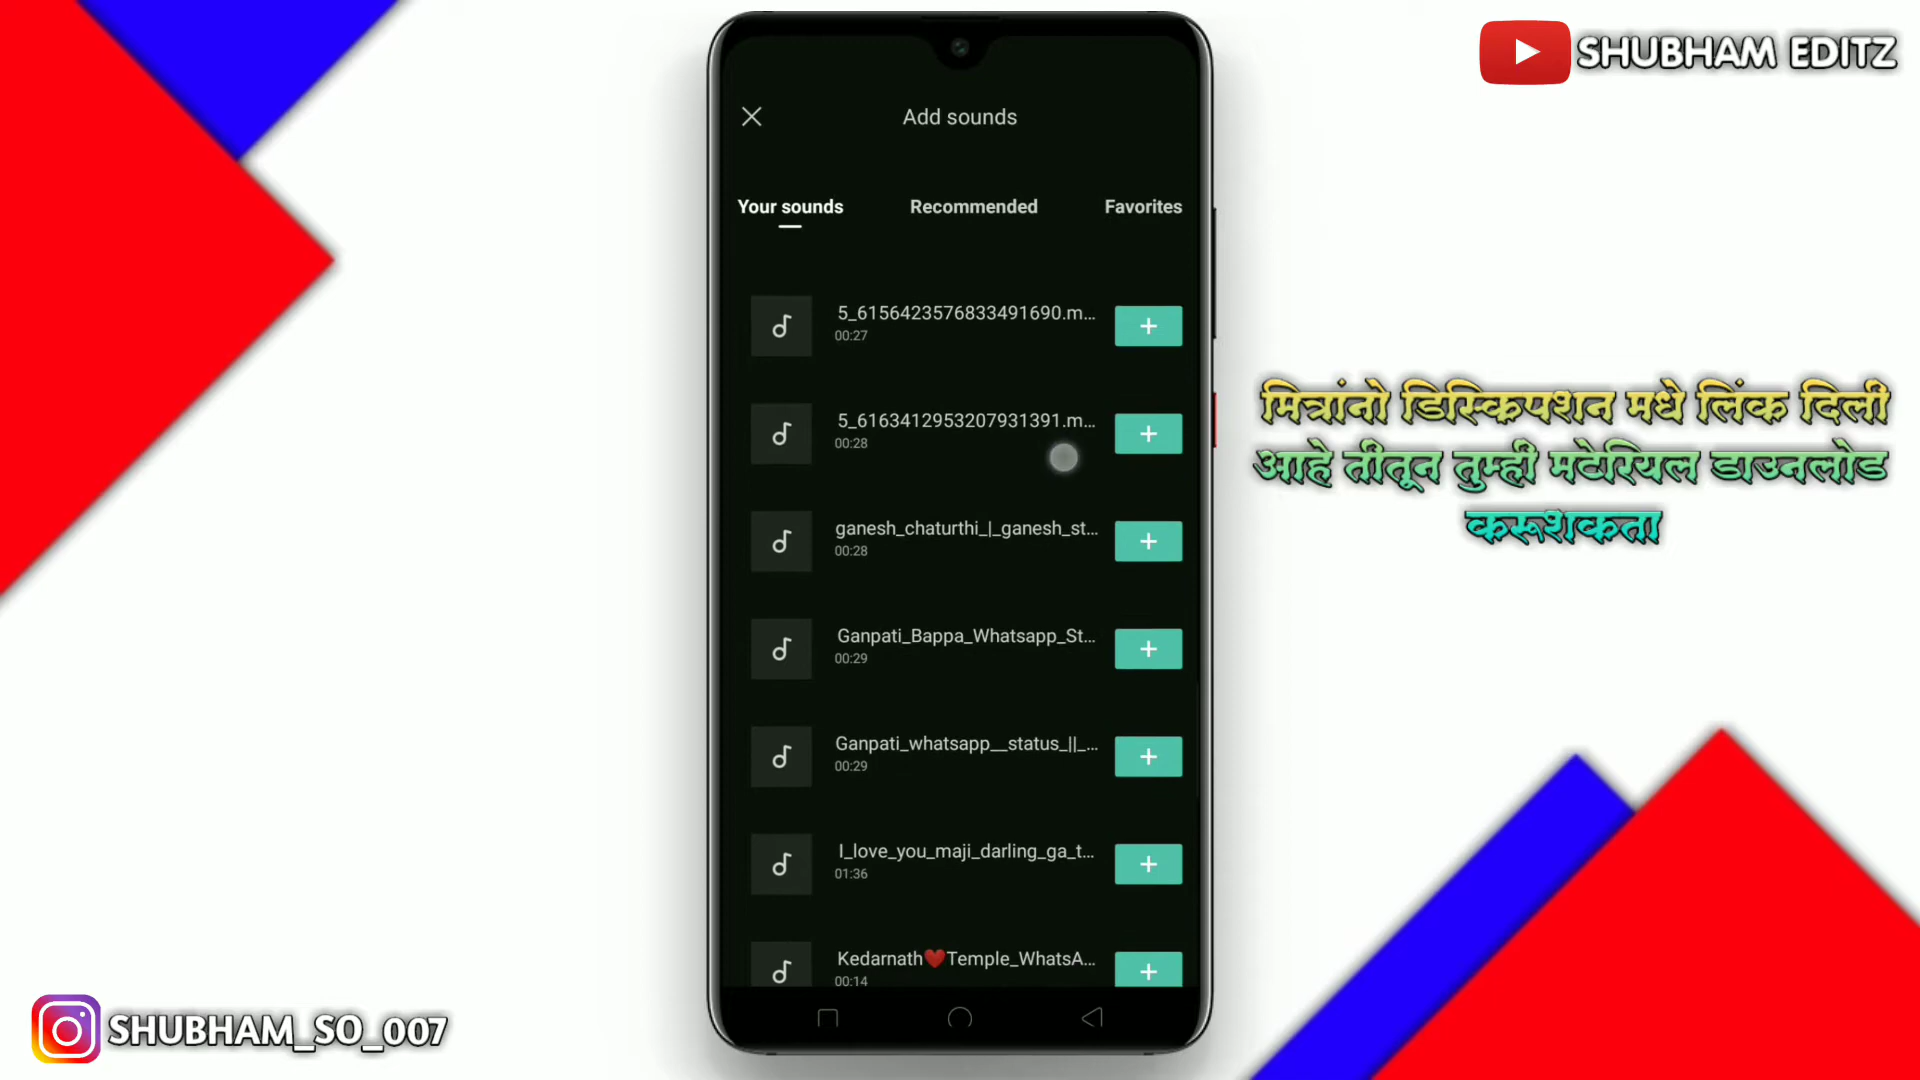 SHUBHAM EDITZ
Add sounds
Your sounds Recommended Favorites
5_6156423576833491690.m...
00:27
5_6163412953207931391.m...
00:28
ganesh_chaturthi_|_ganesh_st...
00:28
Ganpati_Bappa_Whatsapp_St...
00:29
Ganpati_whatsapp__status_||_...
00:29
I_love_you_maji_darling_ga_t...
01:36
Kedarnath❤️Temple_WhatsA...
00:14
मित्रांनो डिस्क्रिपशन मधे लिंक दिली
आहे तीतून तुम्ही मटेरियल डाउनलोड
करूशकता
SHUBHAM_SO_007